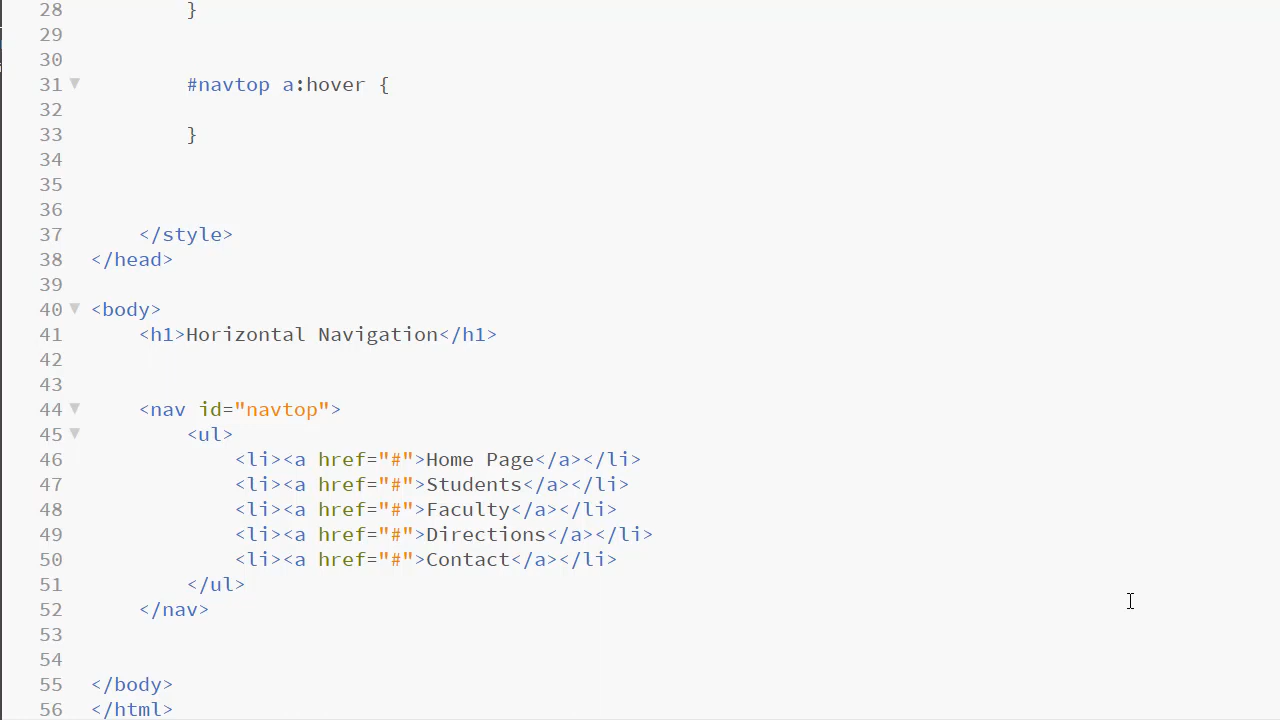 28         }
29
30
31         #navtop a:hover {
32
33         }
34
35
36
37     </style>
38 </head>
39
40 <body>
41     <h1>Horizontal Navigation</h1>
42
43
44     <nav id="navtop">
45         <ul>
46             <li><a href="#">Home Page</a></li>
47             <li><a href="#">Students</a></li>
48             <li><a href="#">Faculty</a></li>
49             <li><a href="#">Directions</a></li>
50             <li><a href="#">Contact</a></li>
51         </ul>
52     </nav>
53
54
55 </body>
56 </html>